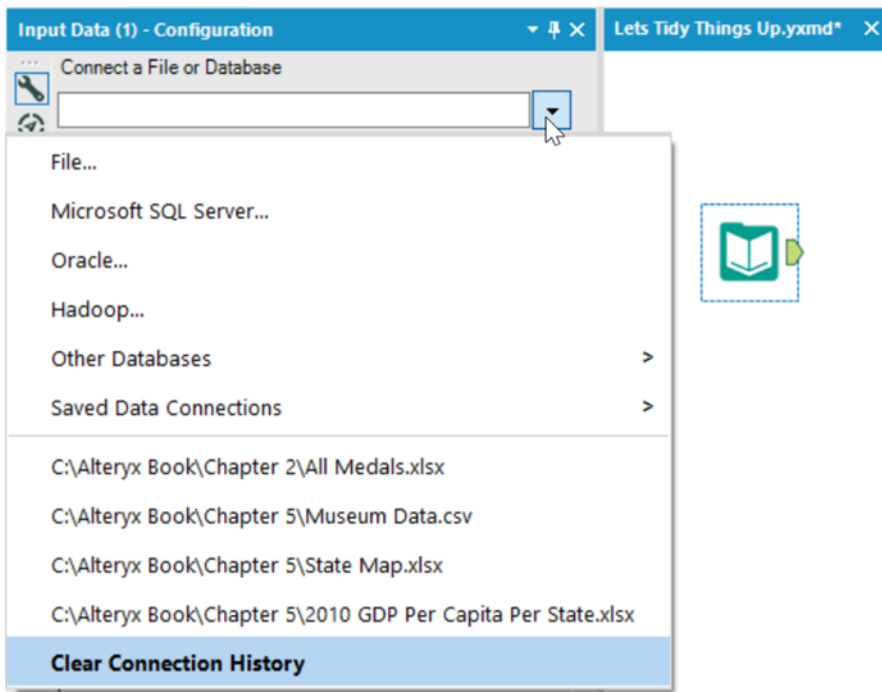 Input Data (1) - Configuration
Lets Tidy Things Up.yxmd*
Connect a File or Database
File...
Microsoft SQL Server...
Oracle...
Hadoop...
Other Databases >
Saved Data Connections >
C:\Alteryx Book\Chapter 2\All Medals.xlsx
C:\Alteryx Book\Chapter 5\Museum Data.csv
C:\Alteryx Book\Chapter 5\State Map.xlsx
C:\Alteryx Book\Chapter 5\2010 GDP Per Capita Per State.xlsx
Clear Connection History